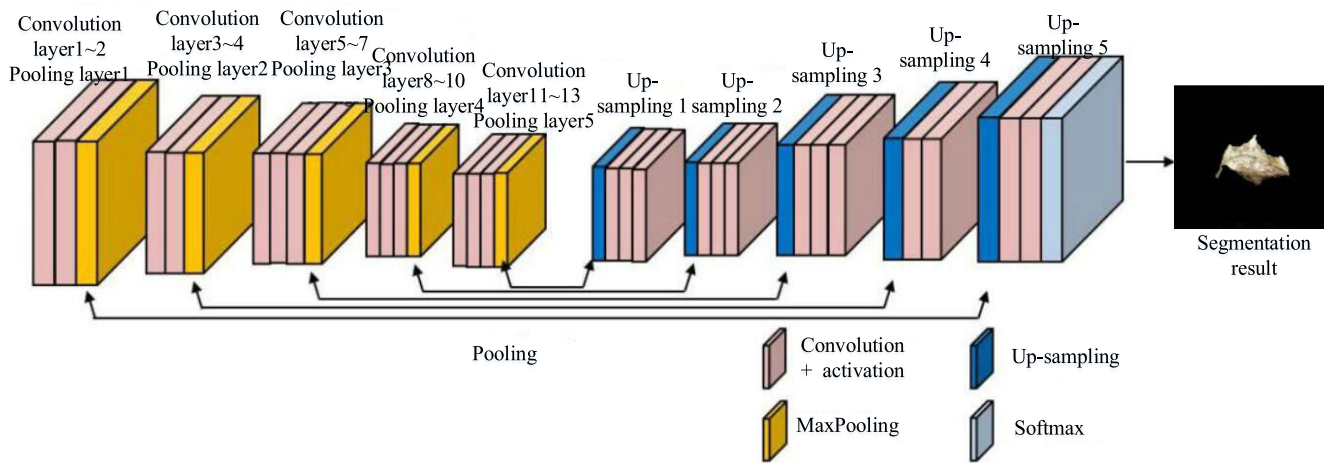 Convolution
layer1~2
Pooling layer1
Convolution
layer3~4
Pooling layer2
Convolution
layer5~7
Pooling layer3
Convolution
layer8~10
Pooling layer4
Convolution
layer11~13
Pooling layer5
Up-
sampling 1
Up-
sampling 2
Up-
sampling 3
Up-
sampling 4
Up-
sampling 5
Segmentation
result
Pooling
Convolution
+ activation
Up-sampling
MaxPooling
Softmax